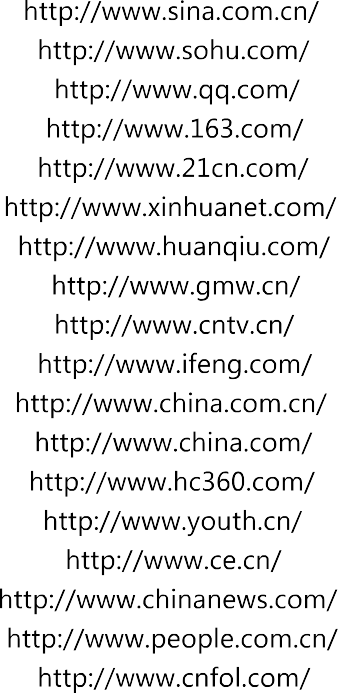 http://www.sina.com.cn/
http://www.sohu.com/
http://www.qq.com/
http://www.163.com/
http://www.21cn.com/
http://www.xinhuanet.com/
http://www.huanqiu.com/
http://www.gmw.cn/
http://www.cntv.cn/
http://www.ifeng.com/
http://www.china.com.cn/
http://www.china.com/
http://www.hc360.com/
http://www.youth.cn/
http://www.ce.cn/
http://www.chinanews.com/
http://www.people.com.cn/
http://www.cnfol.com/